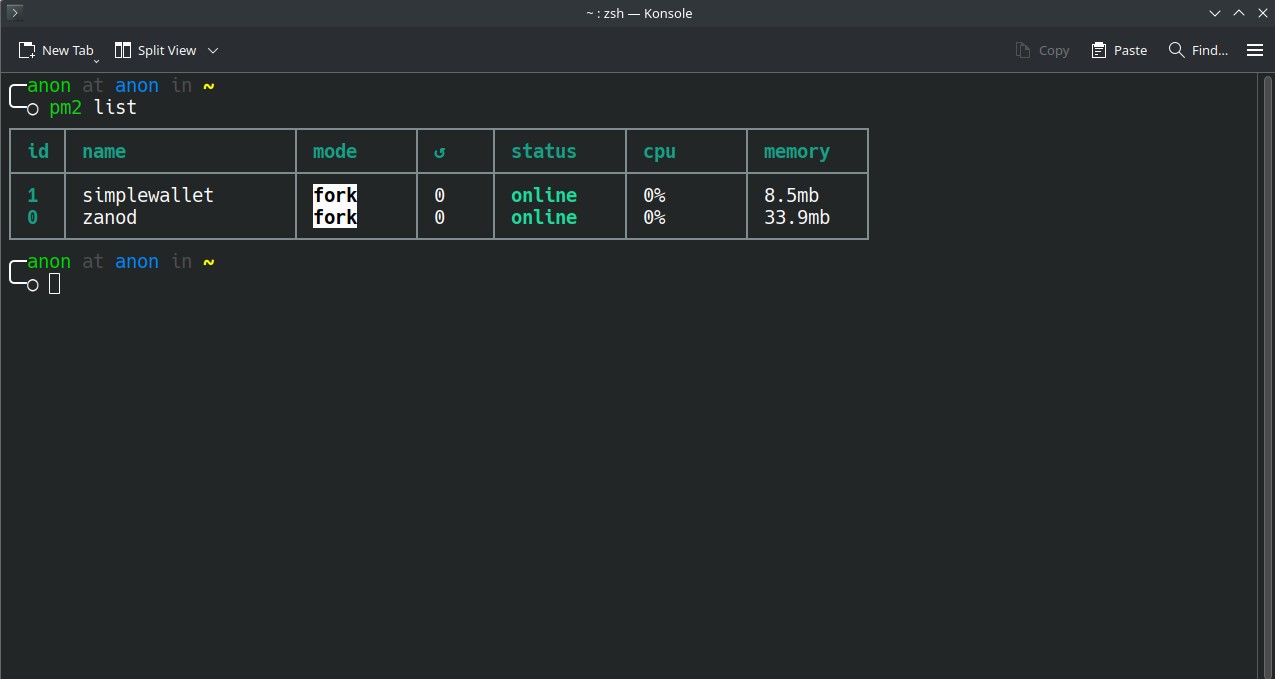 ~ : zsh — Konsole
New Tab Split View Copy Paste Find...
anon at anon in ~
pm2 list
id name mode ↺ status cpu memory
1 simplewallet fork 0 online 0% 8.5mb
0 zanod fork 0 online 0% 33.9mb
anon at anon in ~